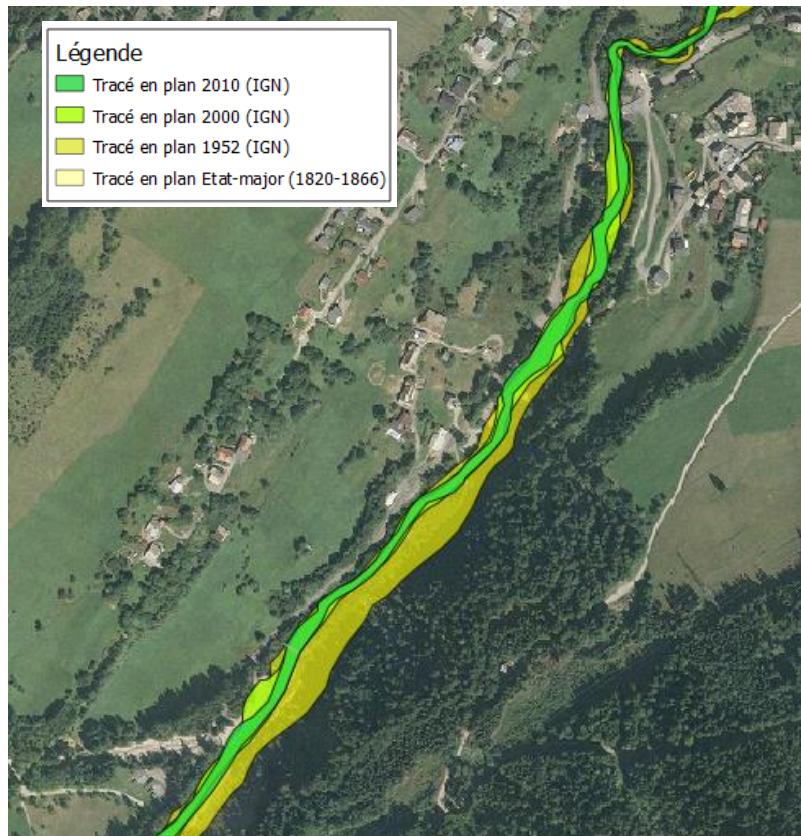 Légende
Tracé en plan 2010 (IGN)
Tracé en plan 2000 (IGN)
Tracé en plan 1952 (IGN)
Tracé en plan Etat-major (1820-1866)